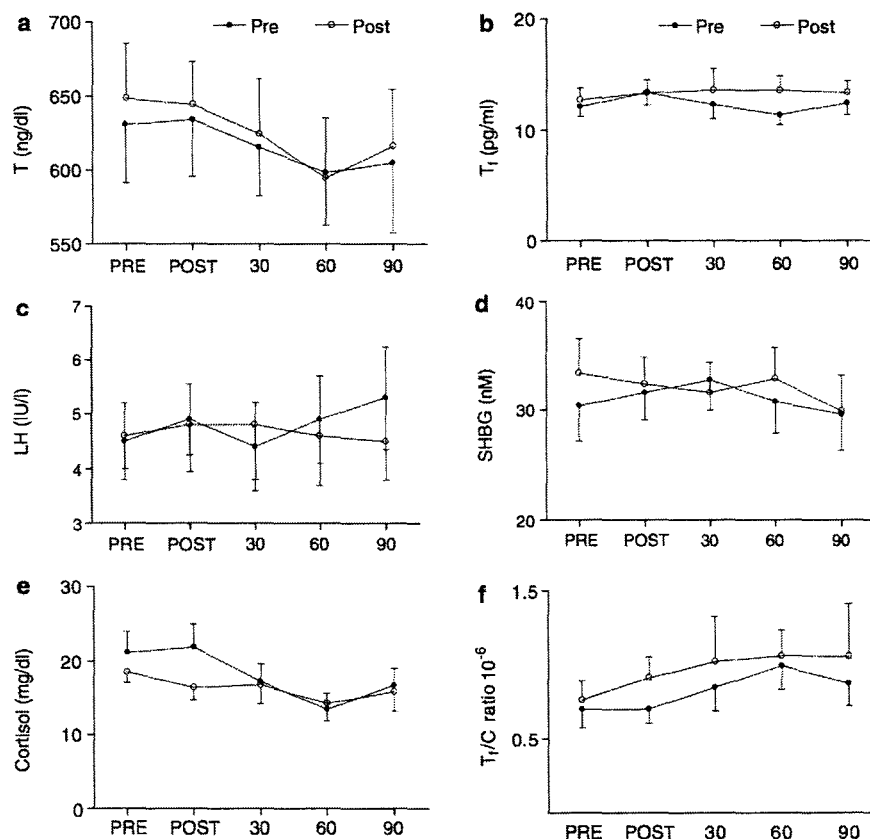 a
Pre Post
T (ng/dl)
700
650
600
550
PRE POST 30 60 90
b
Pre Post
Tf (pg/ml)
20
10
0
PRE POST 30 60 90
c
LH (IU/l)
7
6
5
4
3
PRE POST 30 60 90
d
SHBG (nM)
40
30
20
PRE POST 30 60 90
e
Cortisol (mg/dl)
30
20
10
0
PRE POST 30 60 90
f
Tf/C ratio 10-6
1.5
0.5
PRE POST 30 60 90